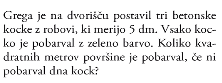 Grega je na dvorišču postavil tri betonske
kocke z robovi, ki merijo 5 dm. Vsako koc-
ko je pobarval z zeleno barvo. Koliko kva-
dratnih metrov površine je pobarval, če ni
pobarval dna kock?